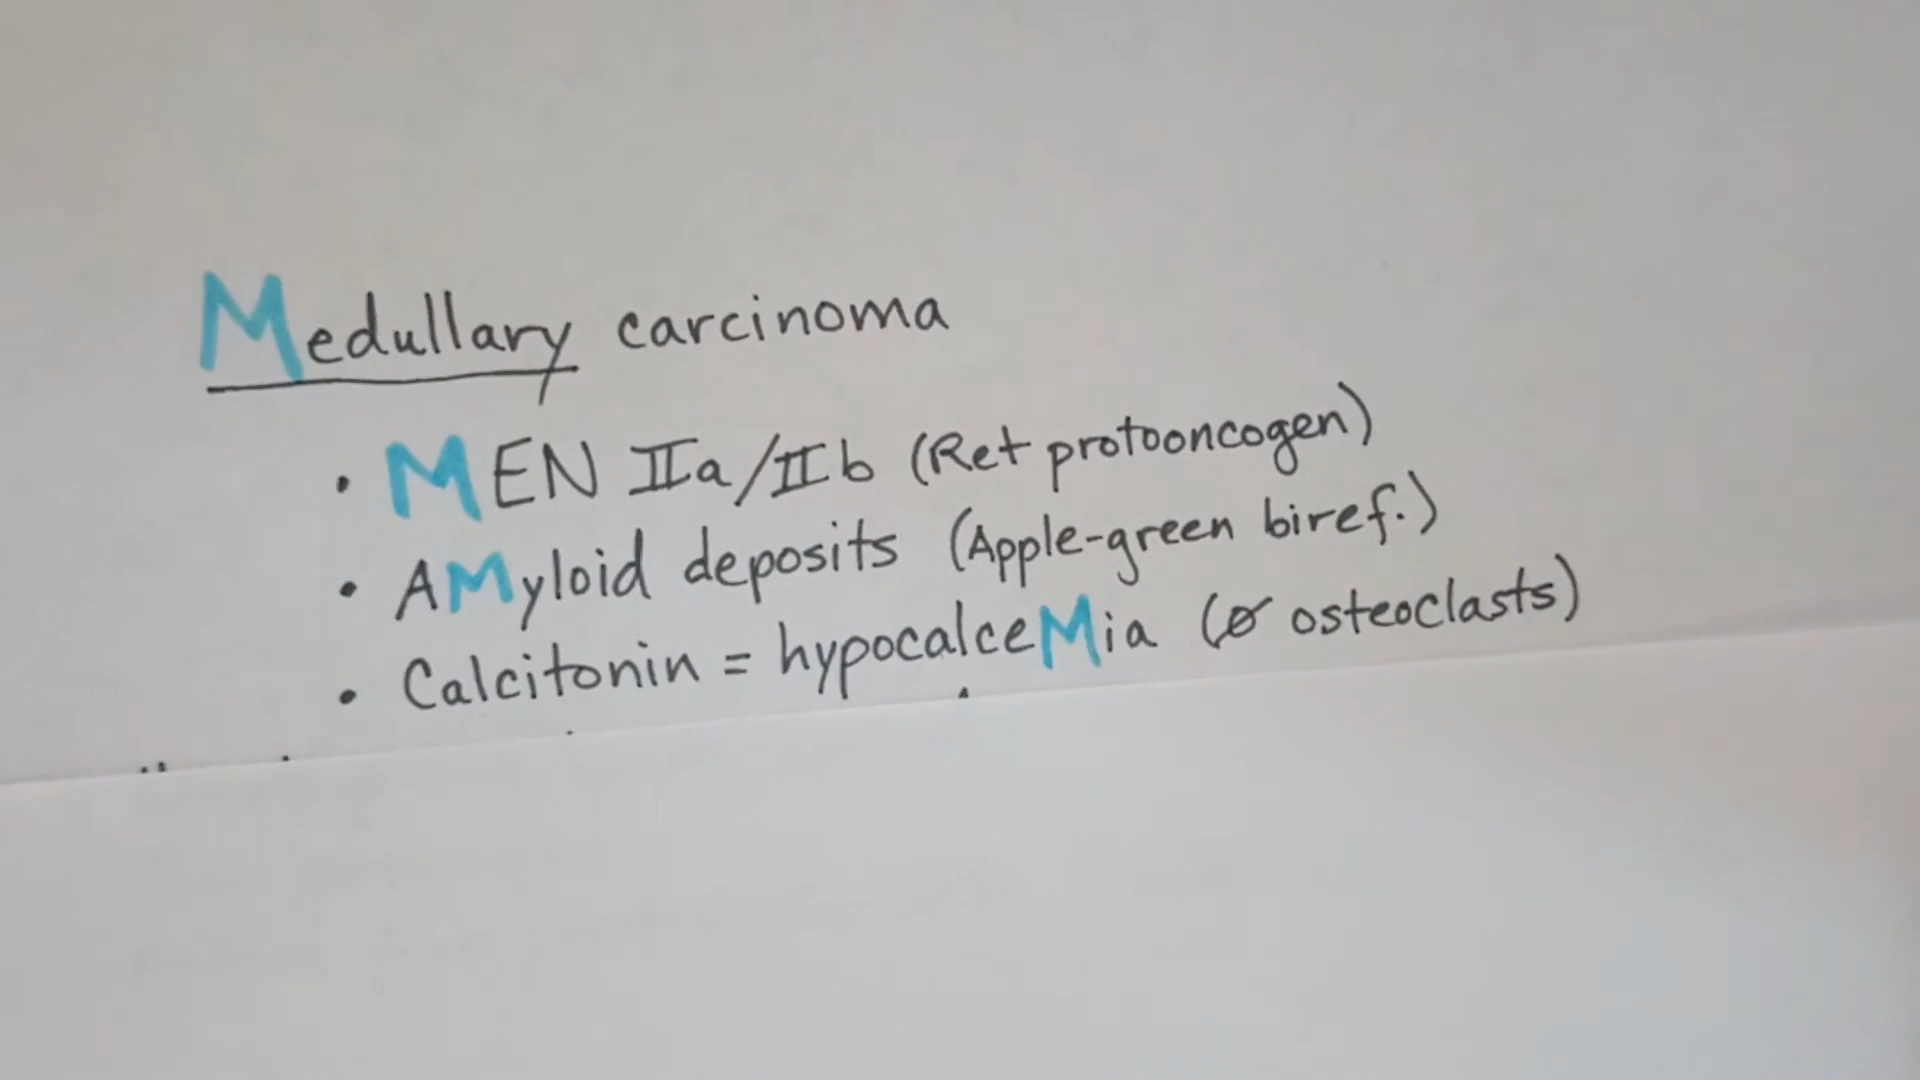 Medullary carcinoma
• MEN IIa/IIb (Ret protooncogen)
• AMyloid deposits (Apple-green biref.)
• Calcitonin = hypocalceMia (Ø osteoclasts)